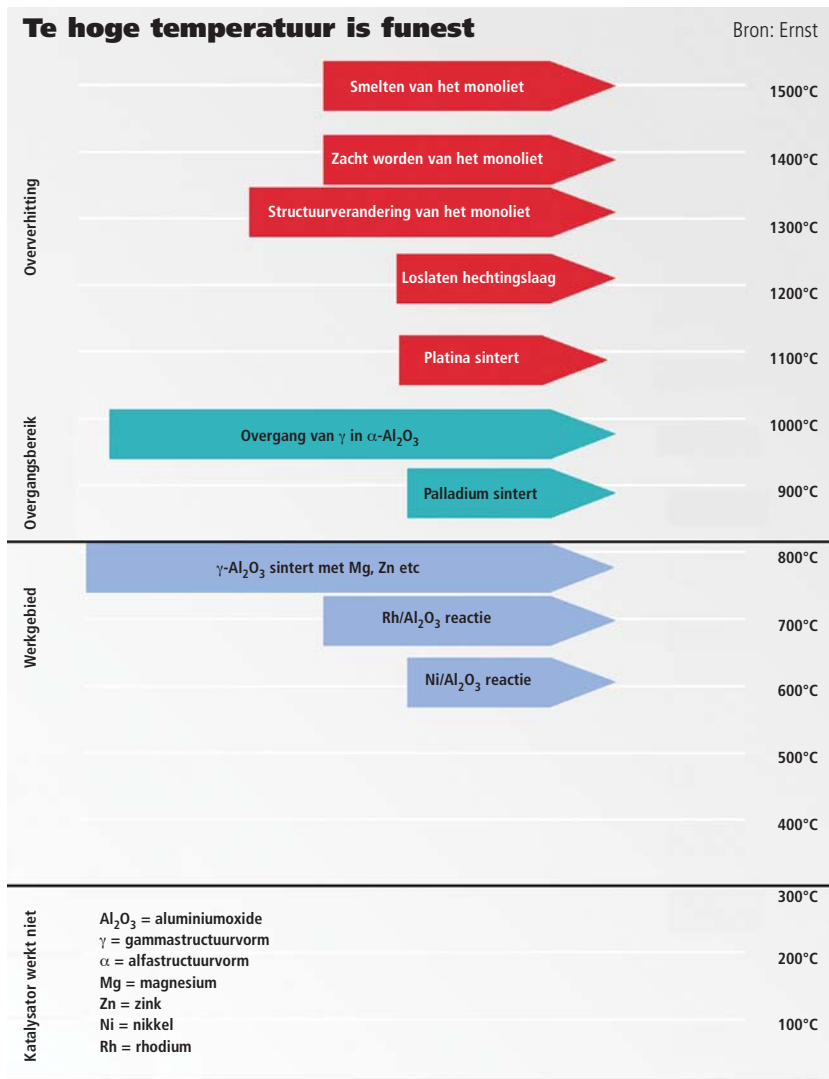 Te hoge temperatuur is funest
Bron: Ernst
Oververhitting
Smelten van het monoliet
1500°C
Zacht worden van het monoliet
1400°C
Structuurverandering van het monoliet
1300°C
Loslaten hechtingslaag
1200°C
Platina sintert
1100°C
Overgangsbereik
Overgang van γ in α-Al₂O₃
1000°C
Palladium sintert
900°C
Werkgebied
γ-Al₂O₃ sintert met Mg, Zn etc
800°C
Rh/Al₂O₃ reactie
700°C
Ni/Al₂O₃ reactie
600°C
500°C
400°C
300°C
Katalysator werkt niet
Al₂O₃ = aluminiumoxide
γ = gammastructuurvorm
α = alfastructuurvorm
200°C
Mg = magnesium
Zn = zink
Ni = nikkel
100°C
Rh = rhodium